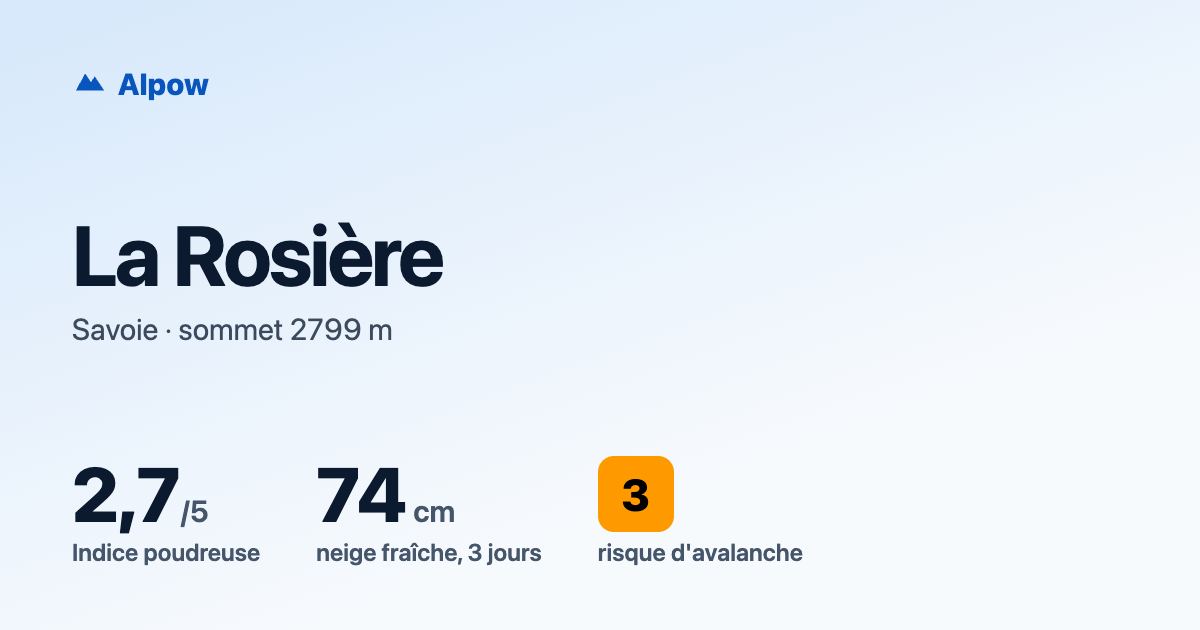 Alpow
La Rosière
Savoie · sommet 2799 m
2,7/5
Indice poudreuse
74 cm
neige fraîche, 3 jours
3
risque d'avalanche